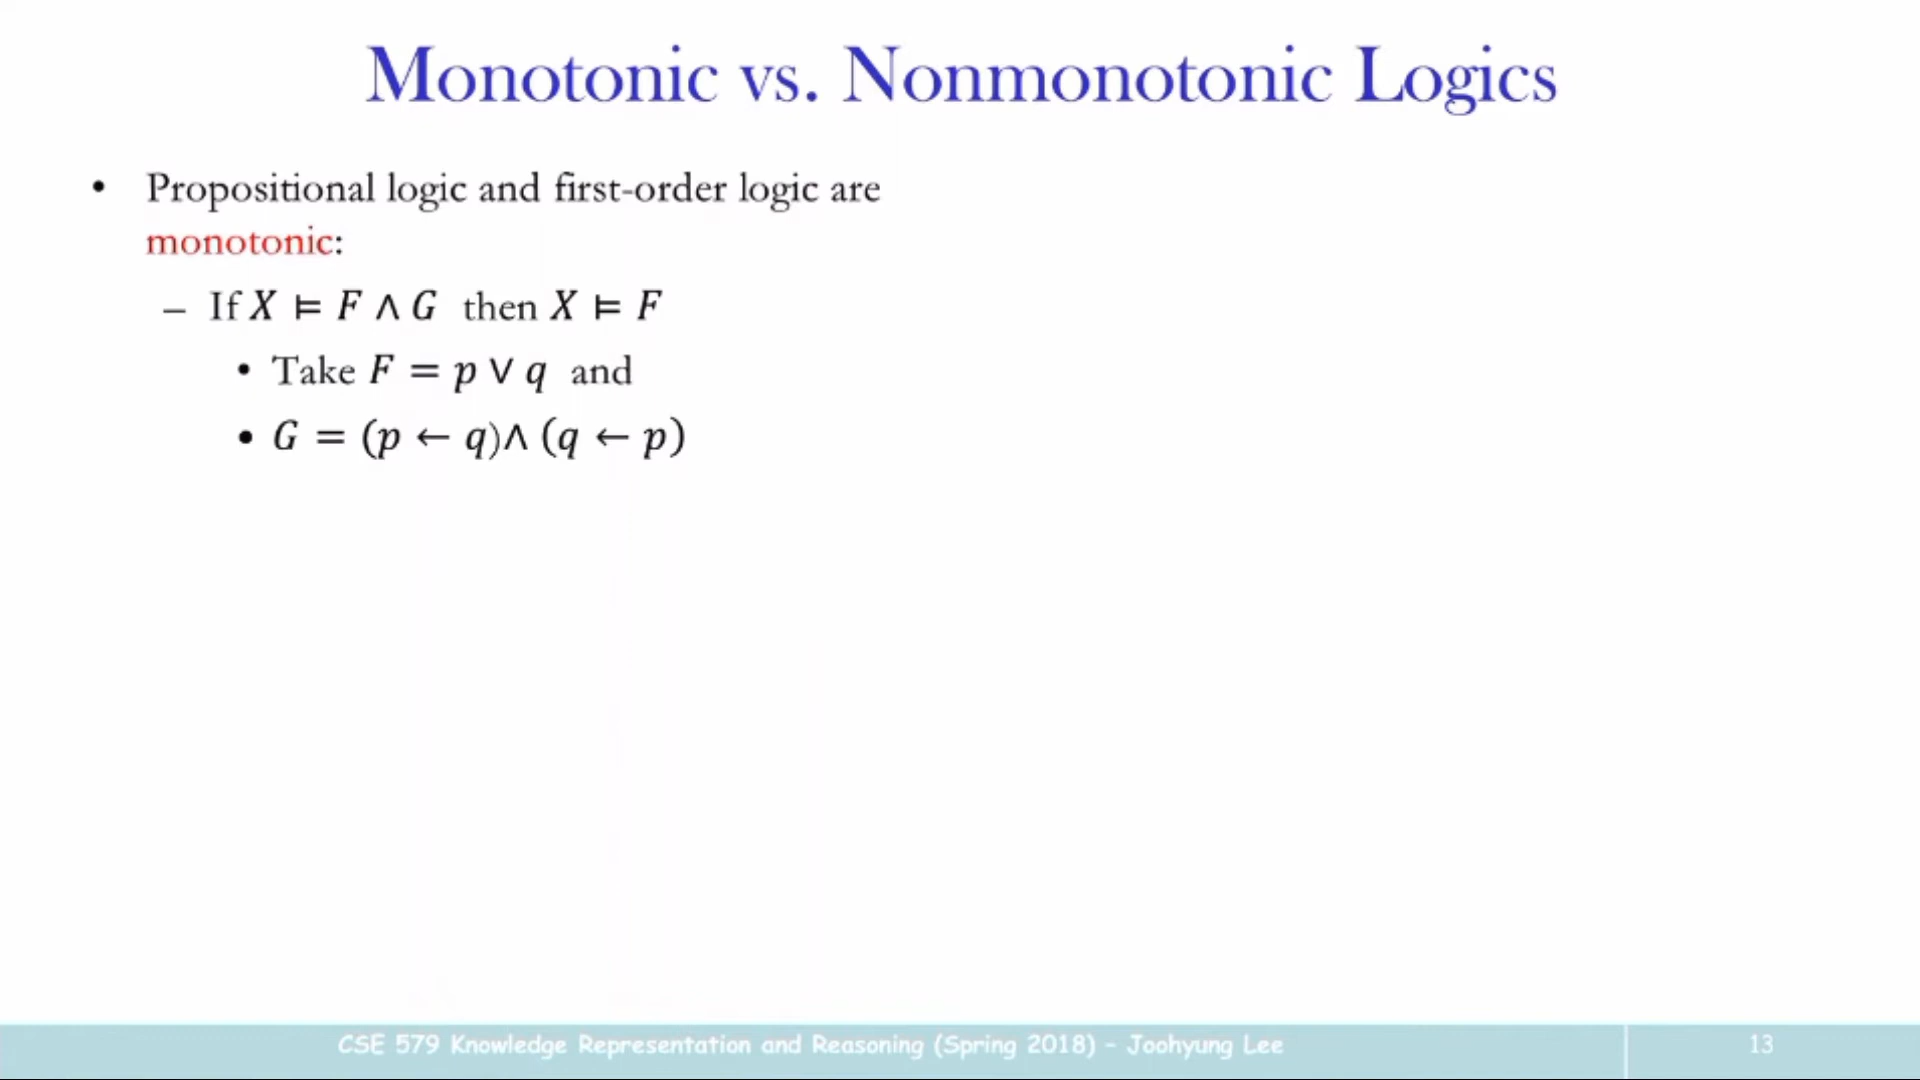 Monotonic vs. Nonmonotonic Logics
• Propositional logic and first-order logic are
monotonic:
– If X ⊨ F ∧ G then X ⊨ F
• Take F = p ∨ q and
• G = (p ← q)∧ (q ← p)
CSE 579 Knowledge Representation and Reasoning (Spring 2018) – Joohyung Lee
13